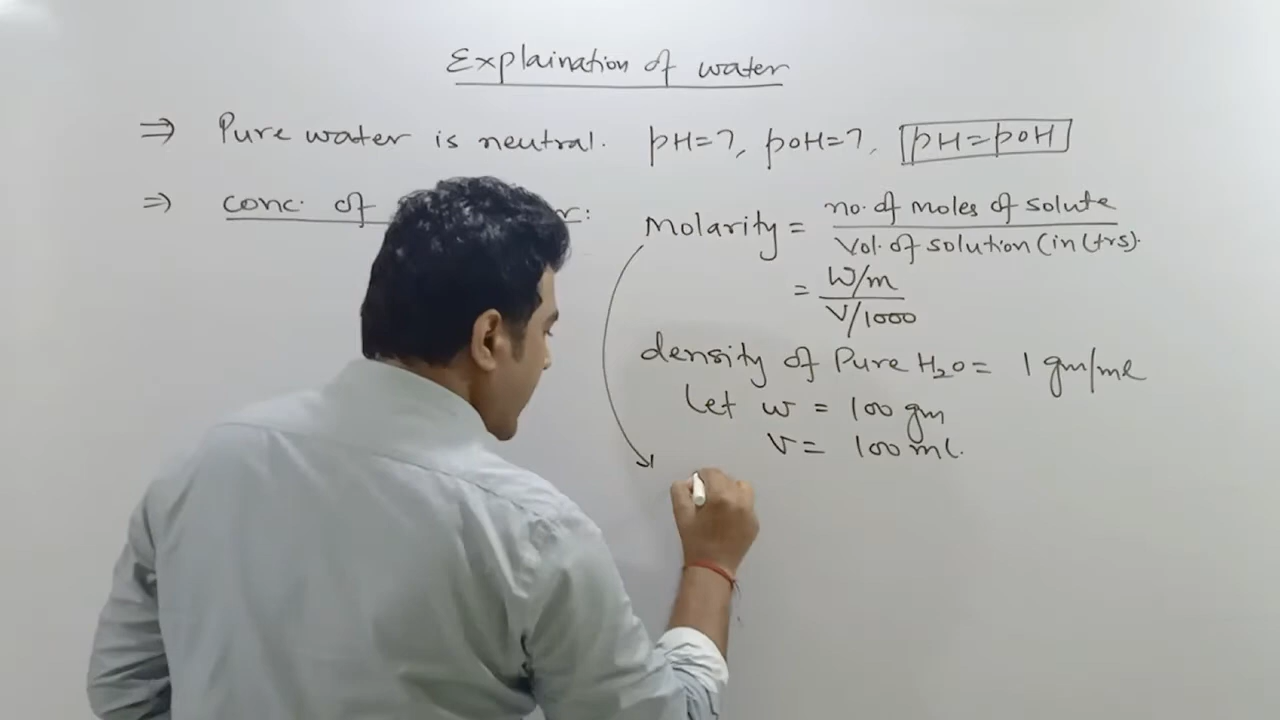 Explaination of water
⇒ Pure water is neutral. pH=7, pOH=7, pH=pOH
⇒ conc. of
Molarity = no. of moles of solute
Vol. of solution (in ltrs).
= W/m
V/1000
density of Pure H₂O = 1 gm/ml
Let w = 100 gm
V = 100 ml.